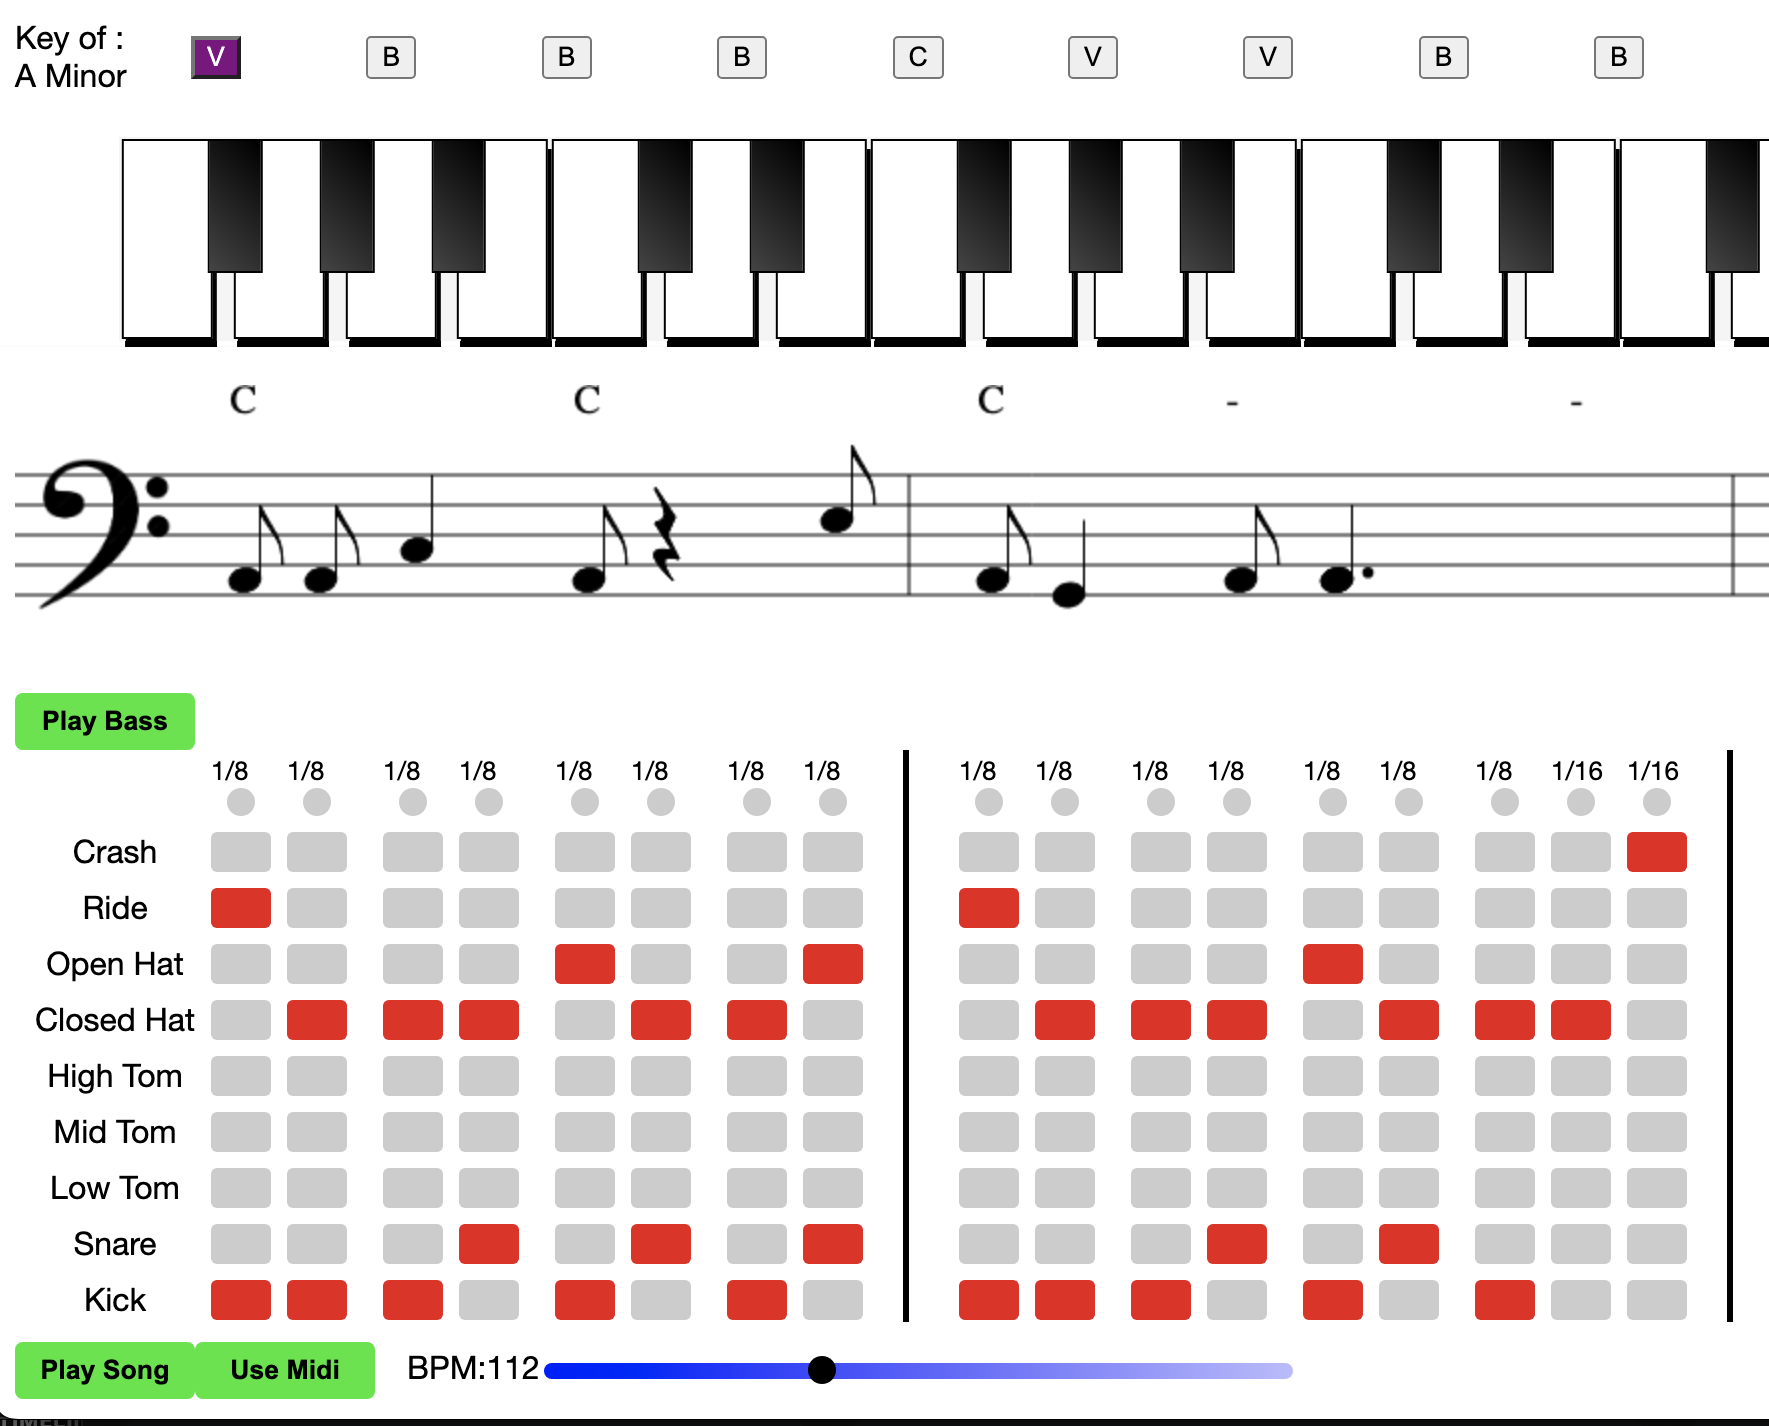 Key of :
A Minor
V B B B C V V B B
C C C - -
Play Bass
1/8 1/8 1/8 1/8 1/8 1/8 1/8 1/8 1/8 1/8 1/8 1/8 1/8 1/8 1/8 1/16 1/16
Crash
Ride
Open Hat
Closed Hat
High Tom
Mid Tom
Low Tom
Snare
Kick
Play Song Use Midi BPM:112